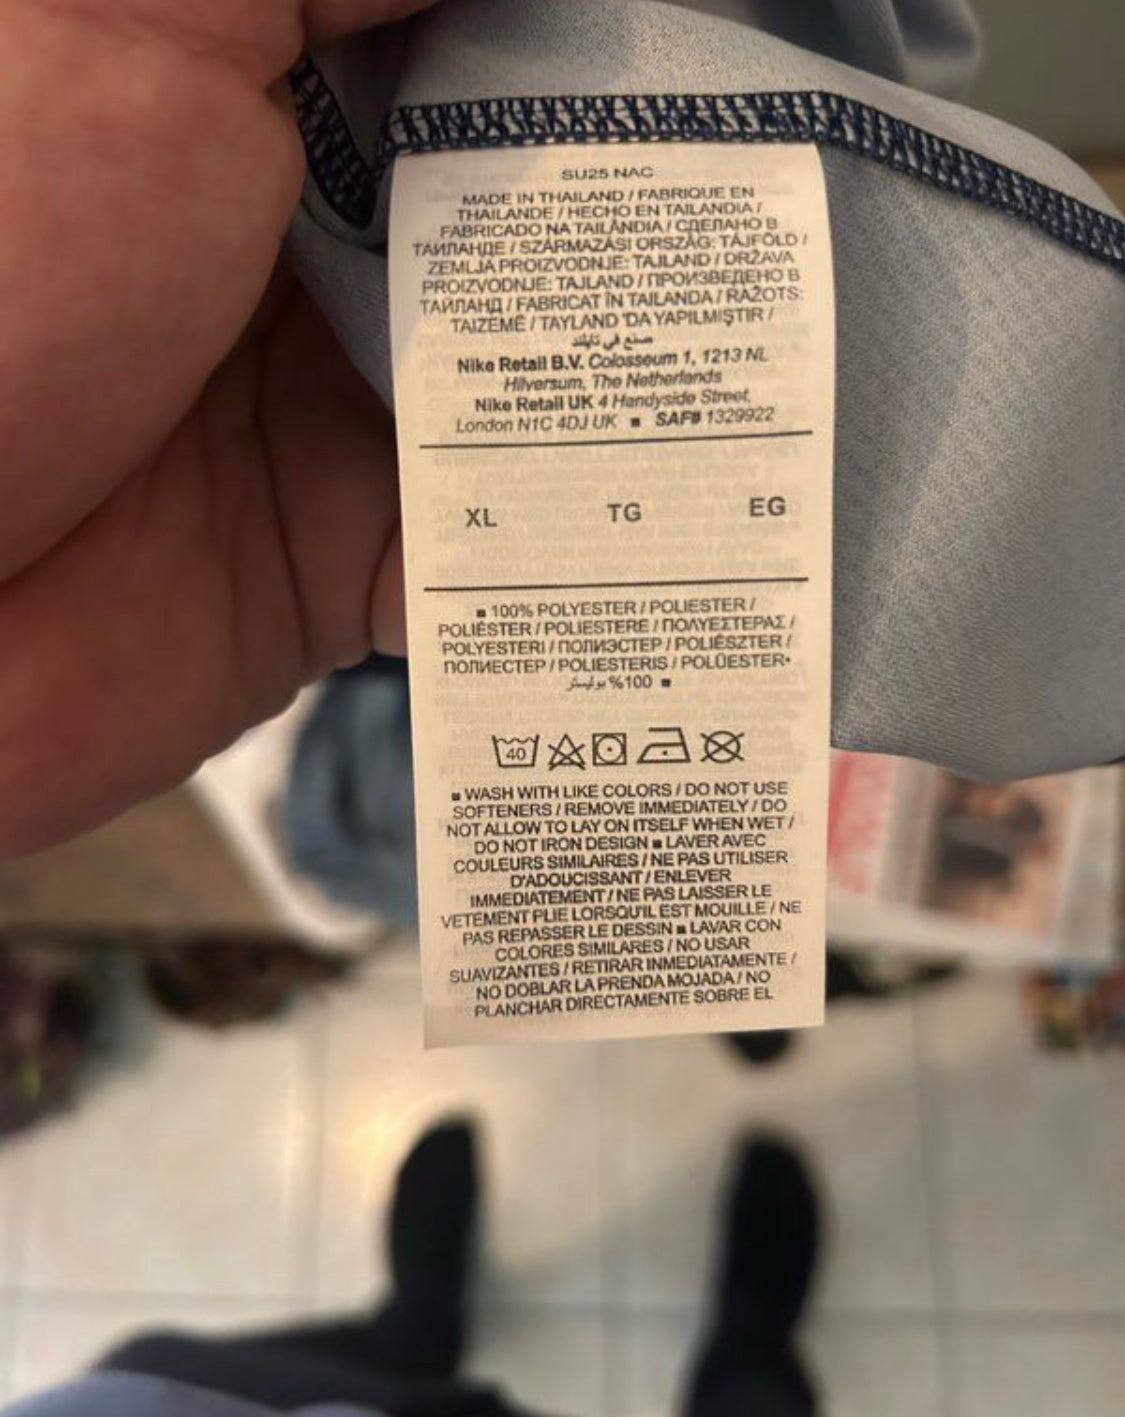 SU25 NAC
MADE IN THAILAND / FABRIQUE EN
THAILANDE / HECHO EN TAILANDIA /
FABRICADO NA TAILÂNDIA / СДЕЛАНО В
ТАИЛАНДЕ / SZÁRMAZÁSI ORSZÁG: TÁJFÖLD /
ZEMLJA PROIZVODNJE: TAJLAND / DRŽAVA
PROIZVODNJE: TAJLAND / ПРОИЗВЕДЕНО В
ТАЙЛАНД / FABRICAT ÎN TAILANDA / RAŽOTS:
TAIZEMĒ / TAYLAND 'DA YAPILMIŞTIR /
صنع في تايلند
Nike Retail B.V. Colosseum 1, 1213 NL
Hilversum, The Netherlands
Nike Retail UK 4 Handyside Street,
London N1C 4DJ UK ■ SAF# 1329922
XL TG EG
■ 100% POLYESTER / POLIESTER /
POLIÉSTER / POLIESTERE / ΠΟΛΥΕΣΤΕΡΑΣ /
POLYESTERI / ПОЛИЭСТЕР / POLIÉSZTER /
ПОЛИЕСТЕР / POLIESTERIS / POLÜESTER•
100% بوليستر ■
40
■ WASH WITH LIKE COLORS / DO NOT USE
SOFTENERS / REMOVE IMMEDIATELY / DO
NOT ALLOW TO LAY ON ITSELF WHEN WET /
DO NOT IRON DESIGN ■ LAVER AVEC
COULEURS SIMILAIRES / NE PAS UTILISER
D'ADOUCISSANT / ENLEVER
IMMEDIATEMENT / NE PAS LAISSER LE
VETEMENT PLIE LORSQU'IL EST MOUILLE / NE
PAS REPASSER LE DESSIN ■ LAVAR CON
COLORES SIMILARES / NO USAR
SUAVIZANTES / RETIRAR INMEDIATAMENTE /
NO DOBLAR LA PRENDA MOJADA / NO
PLANCHAR DIRECTAMENTE SOBRE EL